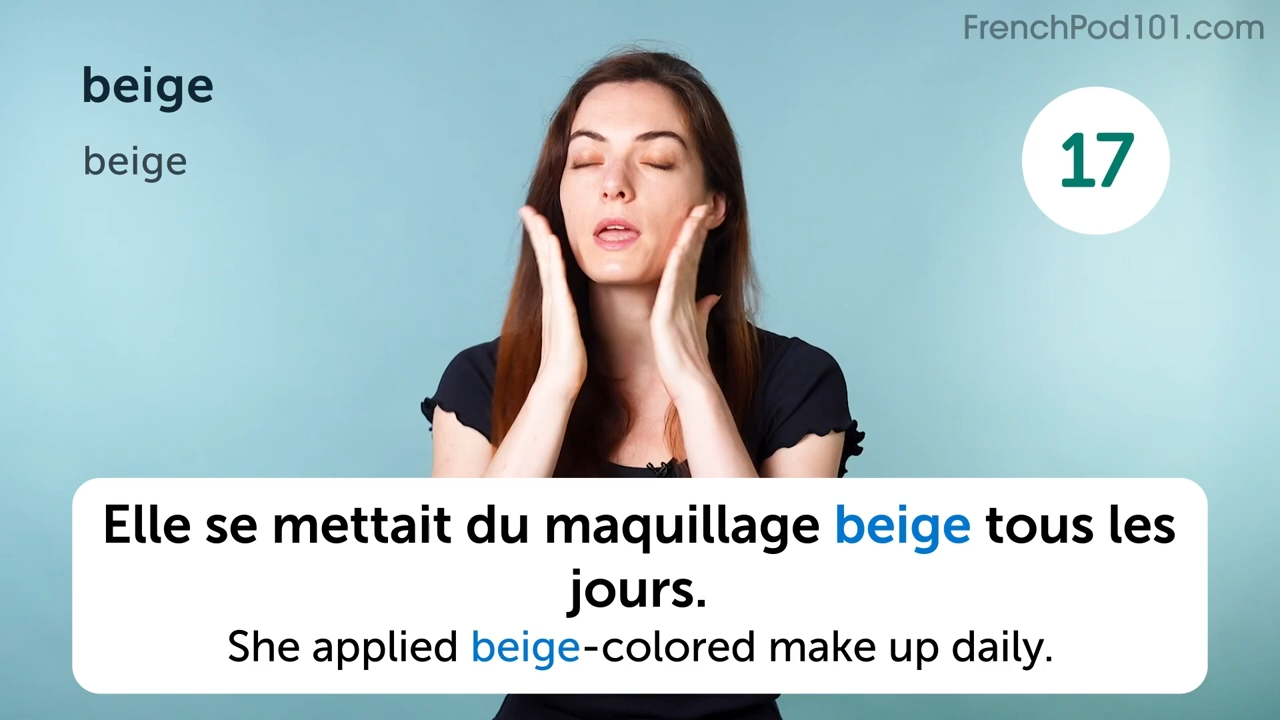 FrenchPod101.com
beige
beige
17
Elle se mettait du maquillage beige tous les
jours.
She applied beige-colored make up daily.